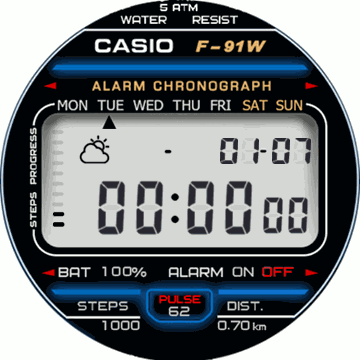 5 ATM
WATER RESIST
CASIO F-91W
ALARM CHRONOGRAPH
MON TUE WED THU FRI SAT SUN
STEPS PROGRESS
- 01-07
00:00 00
BAT 100% ALARM ON OFF
STEPS PULSE DIST.
1000 62 0.70 km